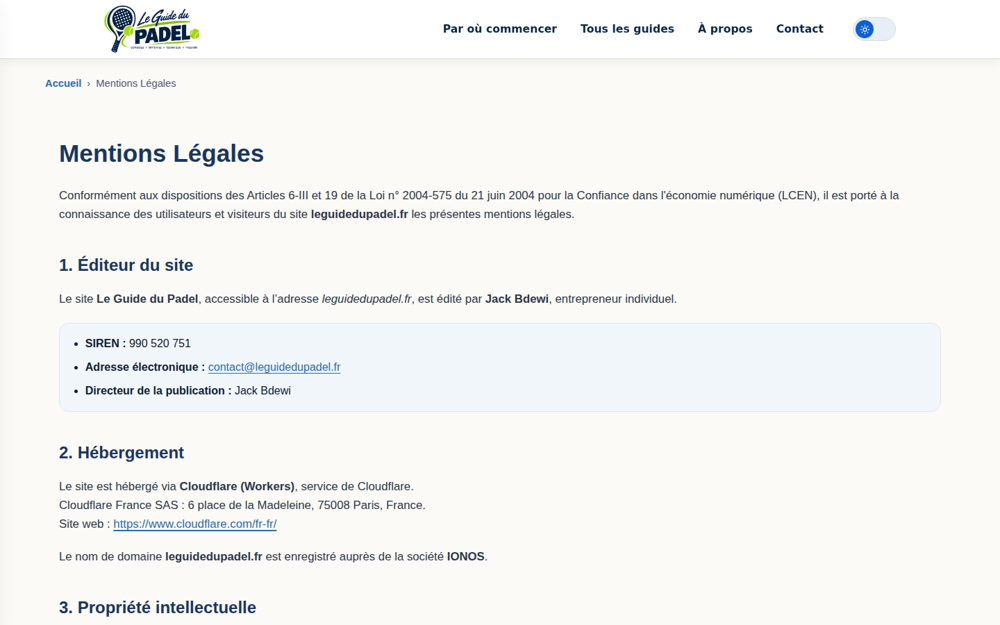 Le Guide du
PADEL
Par où commencer
Tous les guides
À propos
Contact
Accueil › Mentions Légales
Mentions Légales
Conformément aux dispositions des Articles 6-III et 19 de la Loi n° 2004-575 du 21 juin 2004 pour la Confiance dans l'économie numérique (LCEN), il est porté à la
connaissance des utilisateurs et visiteurs du site leguidedupadel.fr les présentes mentions légales.
1. Éditeur du site
Le site Le Guide du Padel, accessible à l’adresse leguidedupadel.fr, est édité par Jack Bdewi, entrepreneur individuel.
• SIREN : 990 520 751
• Adresse électronique : contact@leguidedupadel.fr
• Directeur de la publication : Jack Bdewi
2. Hébergement
Le site est hébergé via Cloudflare (Workers), service de Cloudflare.
Cloudflare France SAS : 6 place de la Madeleine, 75008 Paris, France.
Site web : https://www.cloudflare.com/fr-fr/
Le nom de domaine leguidedupadel.fr est enregistré auprès de la société IONOS.
3. Propriété intellectuelle